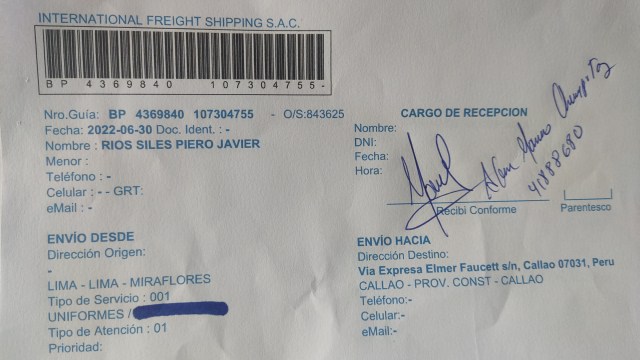 INTERNATIONAL FREIGHT SHIPPING S.A.C.
BP 4369840 107304755-
Nro.Guía: BP 4369840 107304755 - O/S:843625
Fecha: 2022-06-30 Doc. Ident. : -
Nombre : RIOS SILES PIERO JAVIER
Menor :
Teléfono : -
Celular : - - GRT:
eMail : -
CARGO DE RECEPCION
Nombre:
DNI:
Fecha:
Hora:
41888680
Recibi Conforme
Parentesco
ENVÍO DESDE
Dirección Origen:
-
LIMA - LIMA - MIRAFLORES
Tipo de Servicio : 001
UNIFORMES /
Tipo de Atención : 01
Prioridad:
ENVÍO HACIA
Dirección Destino:
Via Expresa Elmer Faucett s/n, Callao 07031, Peru
CALLAO - PROV. CONST - CALLAO
Teléfono:-
Celular:-
eMail:-